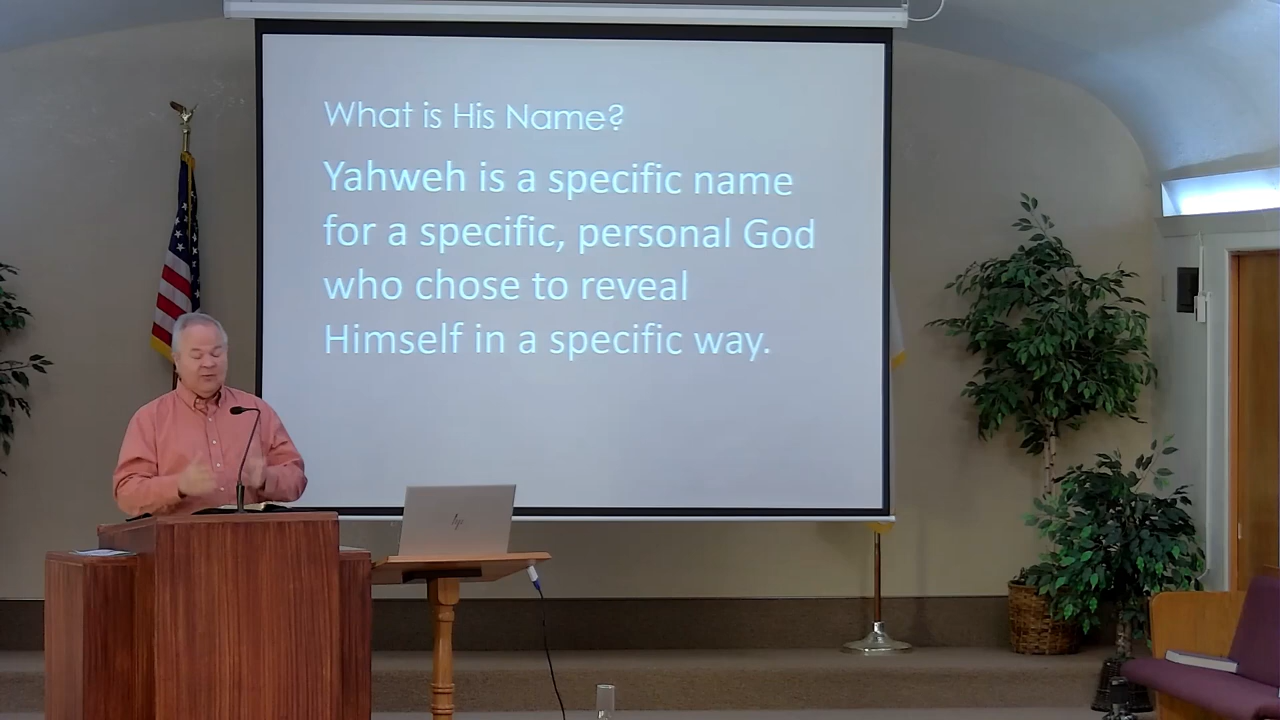 What is His Name?
Yahweh is a specific name
for a specific, personal God
who chose to reveal
Himself in a specific way.
hp